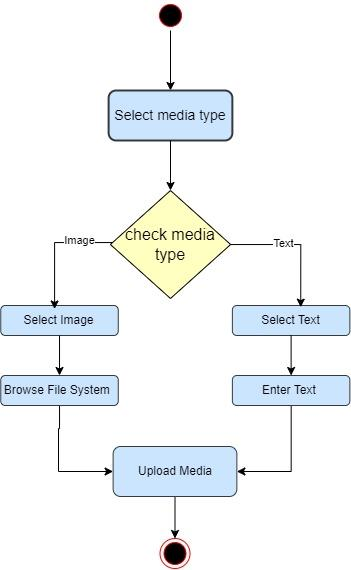 Select media type
check media
type
Image
Text
Select Image
Select Text
Browse File System
Enter Text
Upload Media